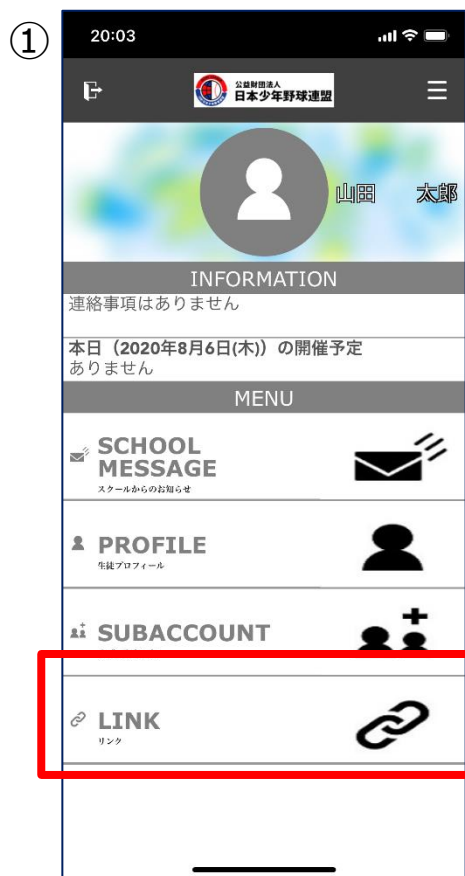 ①
20:03
公益財団法人
日本少年野球連盟
山田 太郎
INFORMATION
連絡事項はありません
本日（2020年8月6日(木)）の開催予定
ありません
MENU
SCHOOL
MESSAGE
スクールからのお知らせ
PROFILE
生徒プロフィール
SUBACCOUNT
LINK
リンク